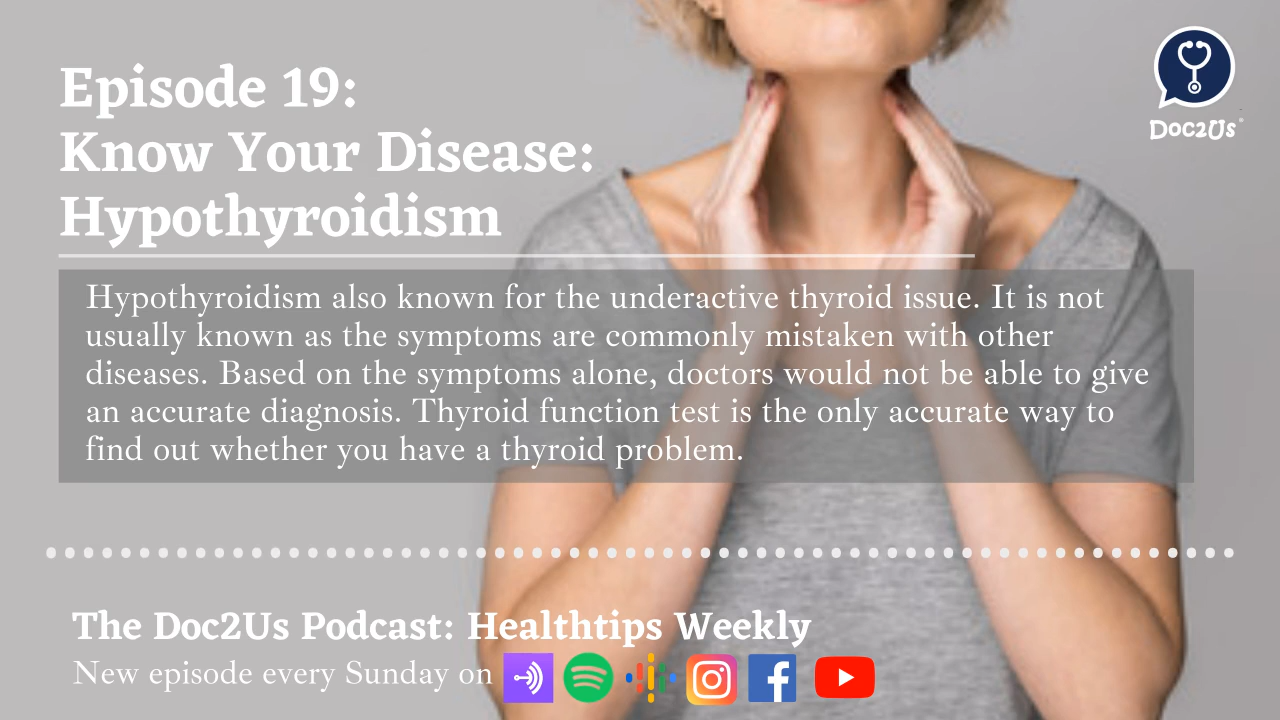 Episode 19:
Know Your Disease:
Hypothyroidism
Doc2Us
Hypothyroidism also known for the underactive thyroid issue. It is not
usually known as the symptoms are commonly mistaken with other
diseases. Based on the symptoms alone, doctors would not be able to give
an accurate diagnosis. Thyroid function test is the only accurate way to
find out whether you have a thyroid problem.
The Doc2Us Podcast: Healthtips Weekly
New episode every Sunday on